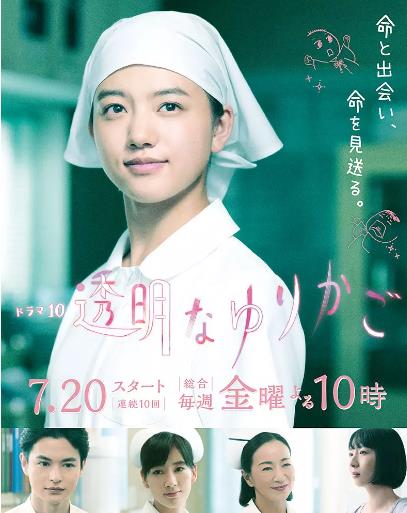 命と出会い、
命を見送る。
ドラマ10 透明なゆりかご
7.20 スタート |連続10回| |総合| 毎週 金曜よる10時